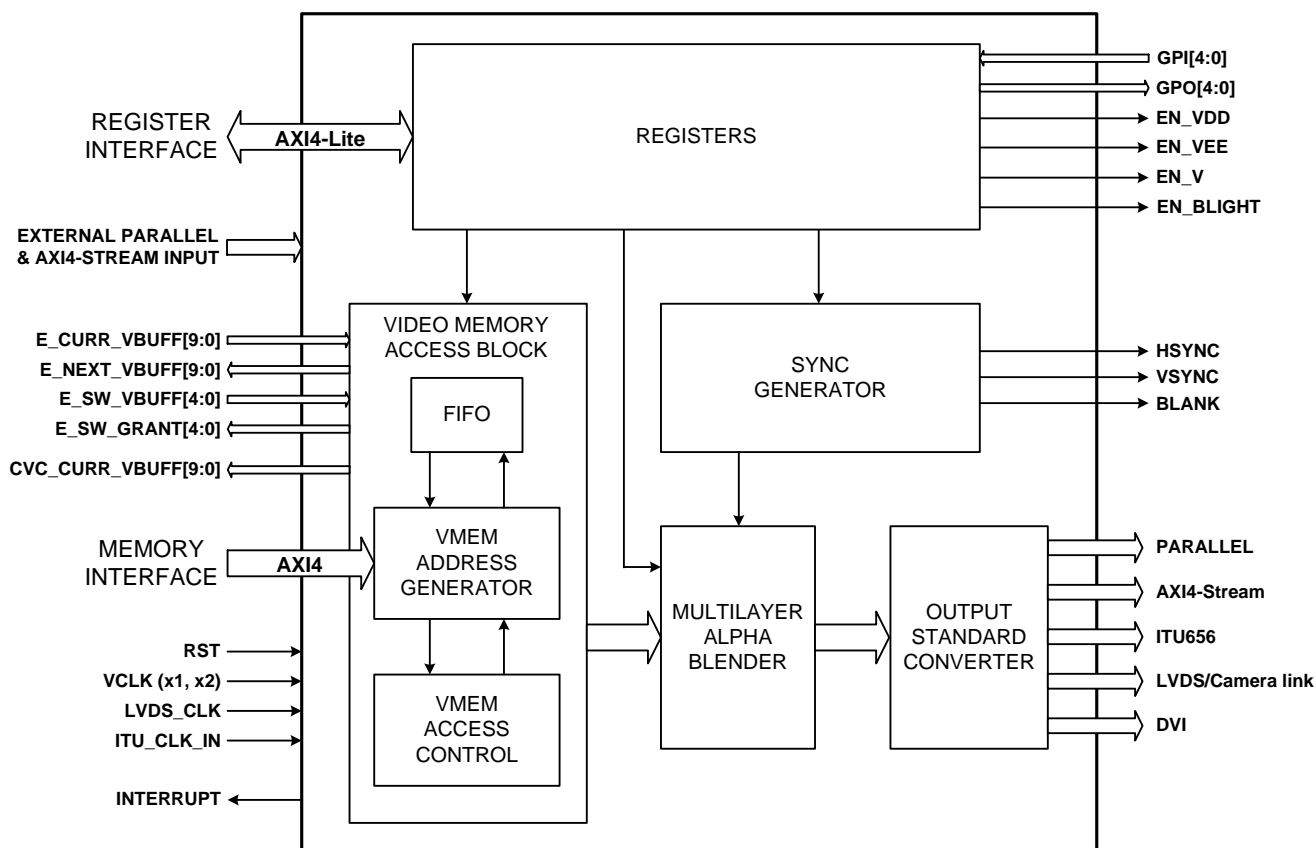 REGISTER
INTERFACE
AXI4-Lite
REGISTERS
GPI[4:0]
GPO[4:0]
EN_VDD
EN_VEE
EN_V
EN_BLIGHT
EXTERNAL PARALLEL
& AXI4-STREAM INPUT
E_CURR_VBUFF[9:0]
E_NEXT_VBUFF[9:0]
E_SW_VBUFF[4:0]
E_SW_GRANT[4:0]
CVC_CURR_VBUFF[9:0]
VIDEO MEMORY
ACCESS BLOCK
FIFO
SYNC
GENERATOR
HSYNC
VSYNC
BLANK
MEMORY
INTERFACE
AXI4
VMEM
ADDRESS
GENERATOR
VMEM
ACCESS
CONTROL
MULTILAYER
ALPHA
BLENDER
OUTPUT
STANDARD
CONVERTER
PARALLEL
AXI4-Stream
ITU656
LVDS/Camera link
DVI
RST
VCLK (x1, x2)
LVDS_CLK
ITU_CLK_IN
INTERRUPT